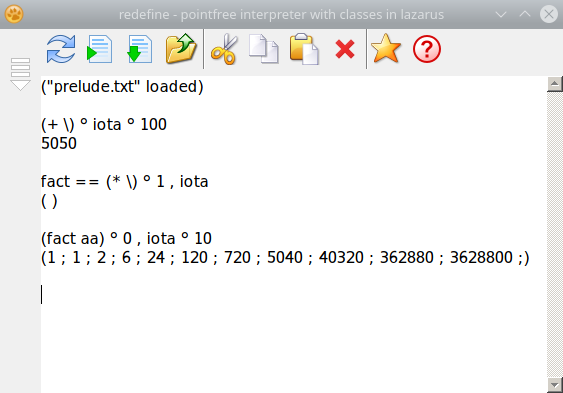 redefine - pointfree interpreter with classes in lazarus
("prelude.txt" loaded)
(+ \) ° iota ° 100
5050
fact == (* \) ° 1 , iota
( )
(fact aa) ° 0 , iota ° 10
(1 ; 1 ; 2 ; 6 ; 24 ; 120 ; 720 ; 5040 ; 40320 ; 362880 ; 3628800 ;)